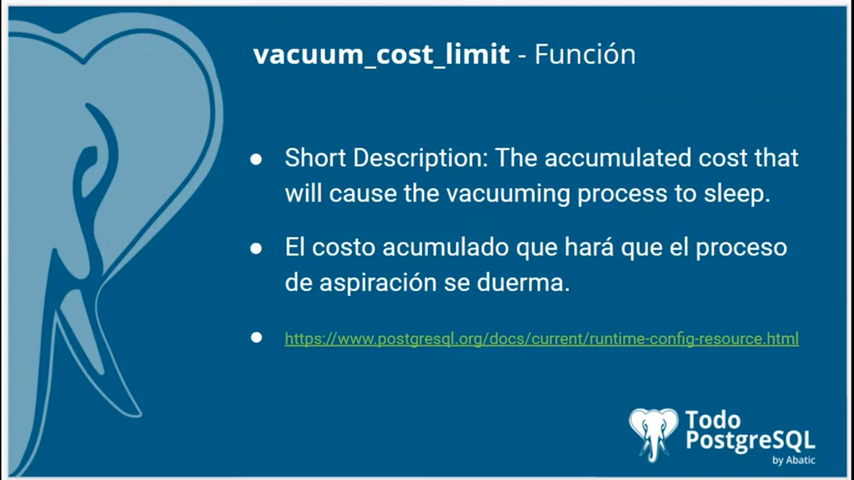 vacuum_cost_limit - Función
● Short Description: The accumulated cost that
will cause the vacuuming process to sleep.
● El costo acumulado que hará que el proceso
de aspiración se duerma.
● https://www.postgresql.org/docs/current/runtime-config-resource.html
Todo
PostgreSQL
by Abatic